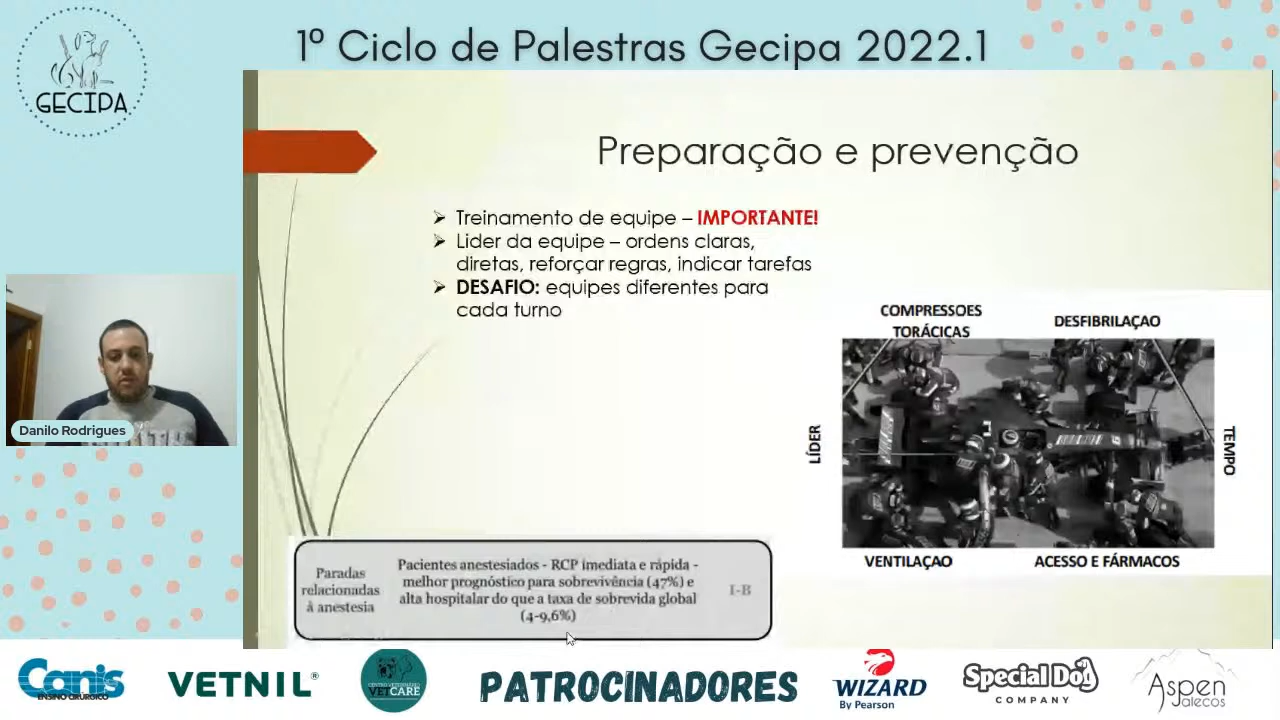 1º Ciclo de Palestras Gecipa 2022.1
GECIPA
Preparação e prevenção
Treinamento de equipe – IMPORTANTE!
Lider da equipe – ordens claras,
diretas, reforçar regras, indicar tarefas
DESAFIO: equipes diferentes para
cada turno
COMPRESSOES
TORÁCICAS
DESFIBRILAÇAO
LÍDER
TEMPO
VENTILAÇAO
ACESSO E FÁRMACOS
Danilo Rodrigues
Paradas
relacionadas
à anestesia
Pacientes anestesiados - RCP imediata e rápida -
melhor prognóstico para sobrevivência (47%) e
alta hospitalar do que a taxa de sobrevida global
(4-9,6%)
I-B
Canis
ENSINO CIRÚRGICO
VETNIL®
CENTRO VETERINÁRIO
VETCARE
PATROCINADORES
WIZARD
By Pearson
Special Dog
COMPANY
Aspen
Jalecos